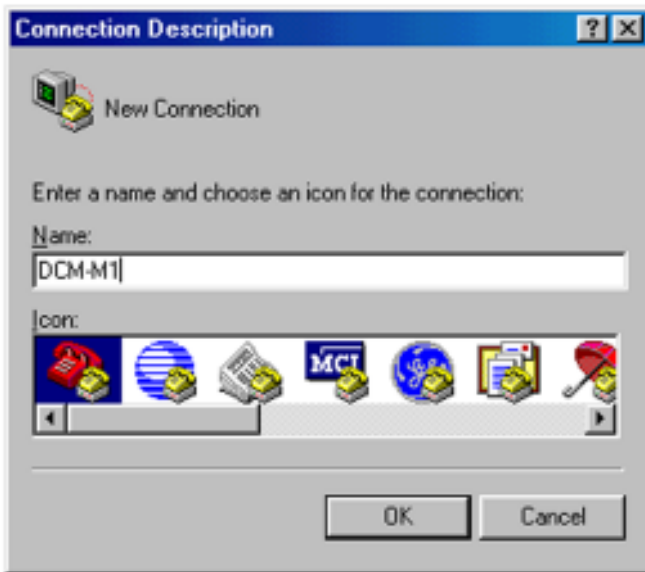 Connection Description
New Connection
Enter a name and choose an icon for the connection:
Name:
DCM-M1
Icon:
MCI
OK Cancel